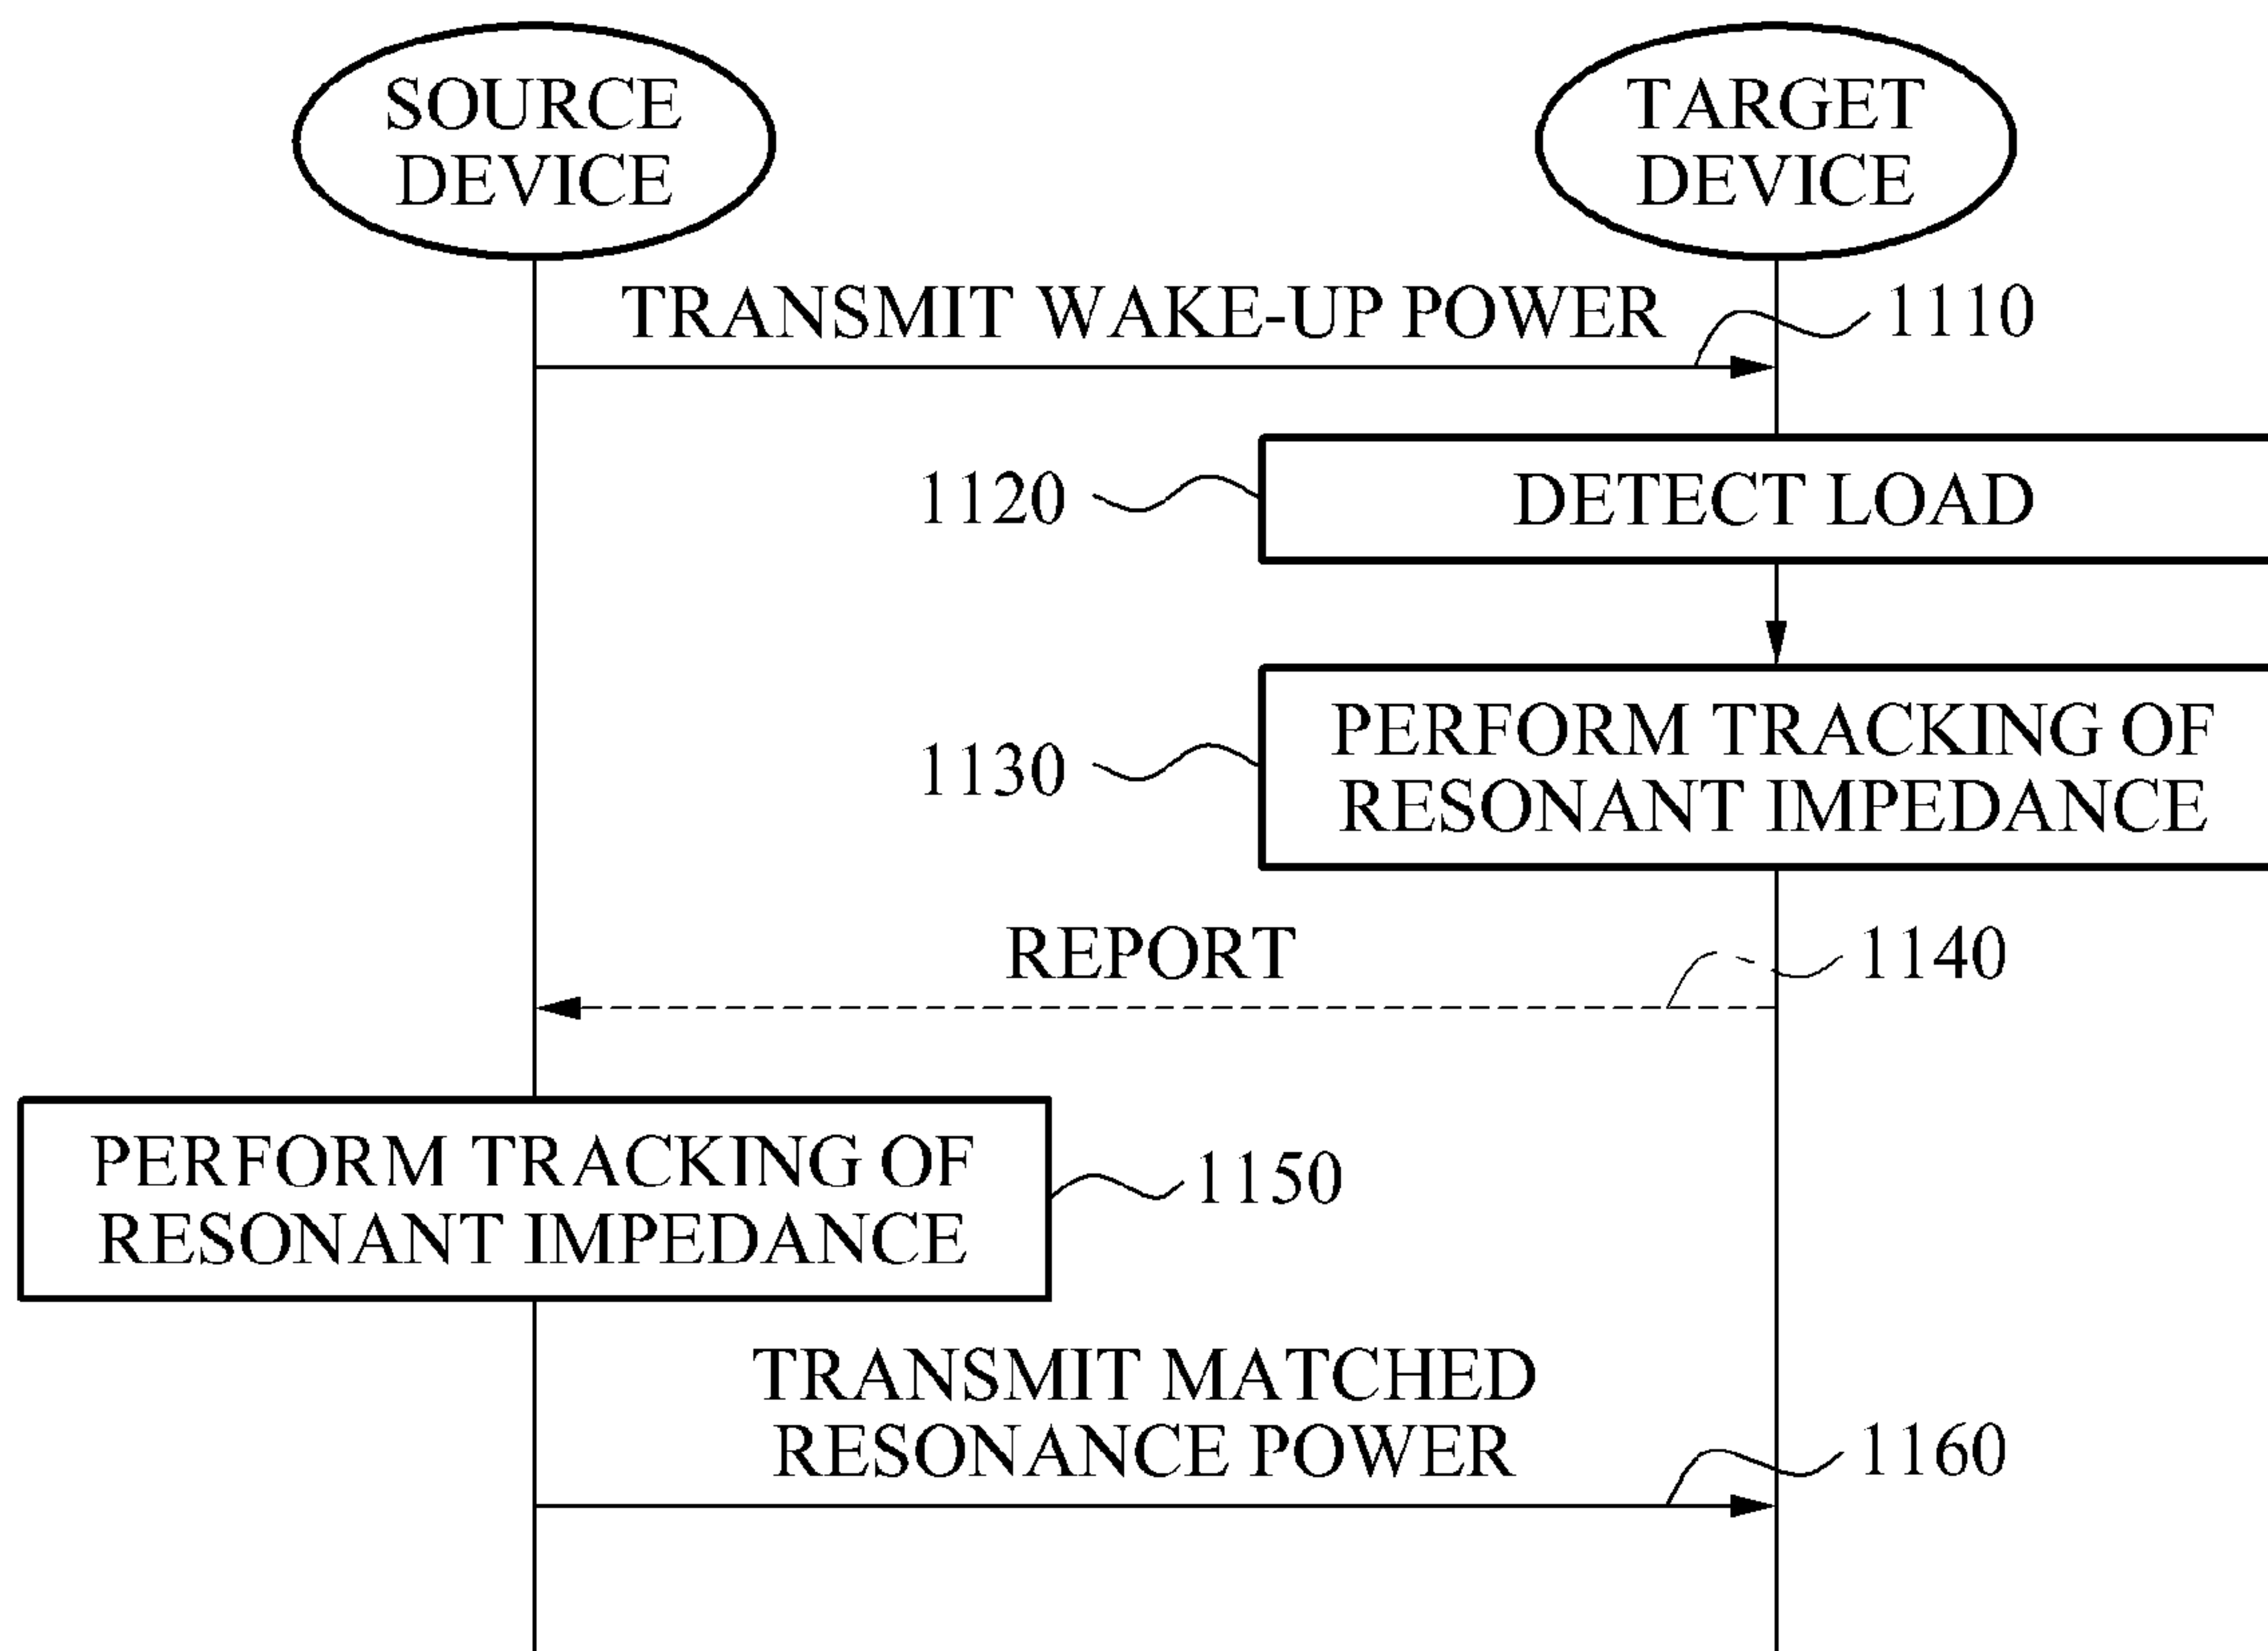 SOURCE
DEVICE
TARGET
DEVICE
TRANSMIT WAKE-UP POWER
1110
1120
DETECT LOAD
1130
PERFORM TRACKING OF
RESONANT IMPEDANCE
REPORT
1140
PERFORM TRACKING OF
RESONANT IMPEDANCE
1150
TRANSMIT MATCHED
RESONANCE POWER
1160